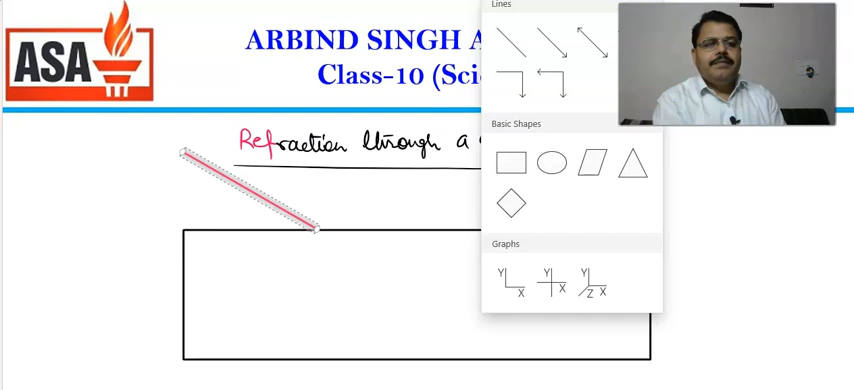 Lines
ASA
ARBIND SINGH A
Class-10 (Sci
Refraction through a
Basic Shapes
Graphs
Y X Y X Y Z X